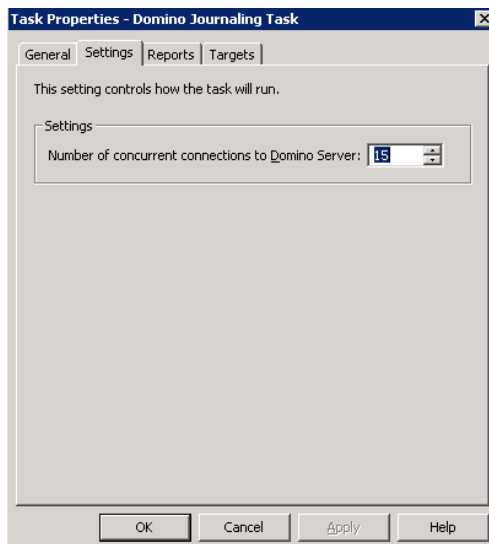 Task Properties - Domino Journaling Task
General Settings Reports Targets
This setting controls how the task will run.
Settings
Number of concurrent connections to Domino Server: 15
OK Cancel Apply Help